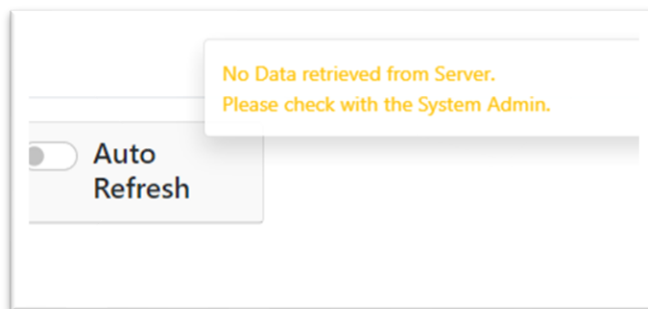 No Data retrieved from Server.
Please check with the System Admin.
Auto
Refresh